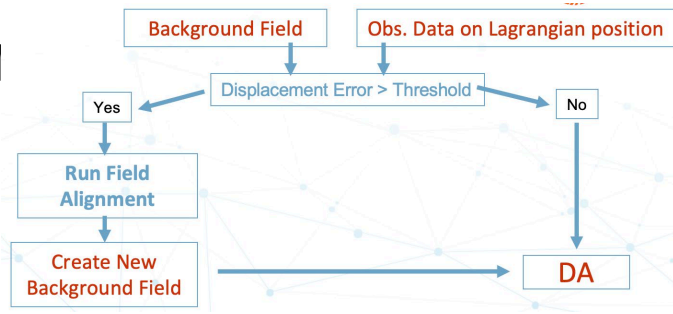 Background Field
Obs. Data on Lagrangian position
Displacement Error > Threshold
Yes
No
Run Field
Alignment
Create New
Background Field
DA